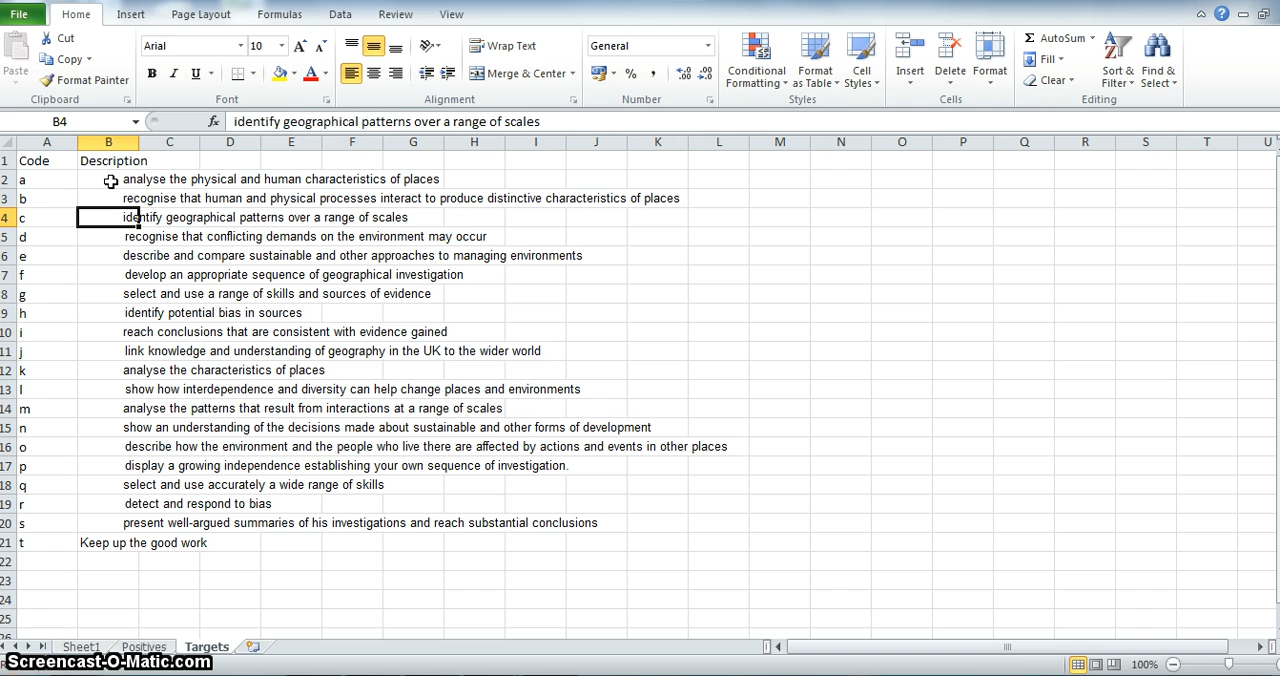 File Home Insert Page Layout Formulas Data Review View
Cut Arial 10 Wrap Text General AutoSum
Copy Fill
Paste Format Painter Merge & Center Conditional Formatting Format as Table Cell Styles Insert Delete Format Clear Sort & Filter Find & Select
Clipboard Font Alignment Number Styles Cells Editing
B4 fx identify geographical patterns over a range of scales
A B C D E F G H I J K L M N O P Q R S T U
1 Code Description
2 a analyse the physical and human characteristics of places
3 b recognise that human and physical processes interact to produce distinctive characteristics of places
4 c identify geographical patterns over a range of scales
5 d recognise that conflicting demands on the environment may occur
6 e describe and compare sustainable and other approaches to managing environments
7 f develop an appropriate sequence of geographical investigation
8 g select and use a range of skills and sources of evidence
9 h identify potential bias in sources
10 i reach conclusions that are consistent with evidence gained
11 j link knowledge and understanding of geography in the UK to the wider world
12 k analyse the characteristics of places
13 l show how interdependence and diversity can help change places and environments
14 m analyse the patterns that result from interactions at a range of scales
15 n show an understanding of the decisions made about sustainable and other forms of development
16 o describe how the environment and the people who live there are affected by actions and events in other places
17 p display a growing independence establishing your own sequence of investigation.
18 q select and use accurately a wide range of skills
19 r detect and respond to bias
20 s present well-argued summaries of his investigations and reach substantial conclusions
21 t Keep up the good work
22
23
24
25
26
Sheet1 Positives Targets
Screencast-O-Matic.com 100%